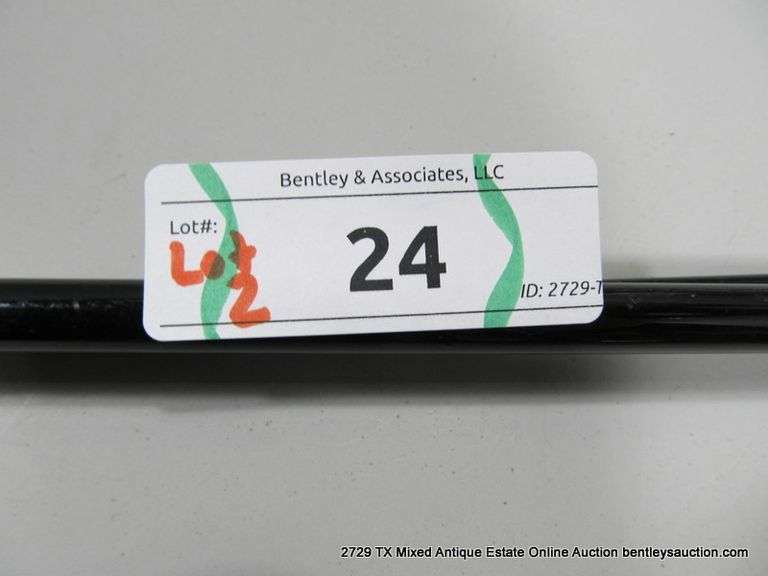 Bentley & Associates, LLC
Lot#:
Lot
2
24
ID: 2729-T
2729 TX Mixed Antique Estate Online Auction bentleysauction.com